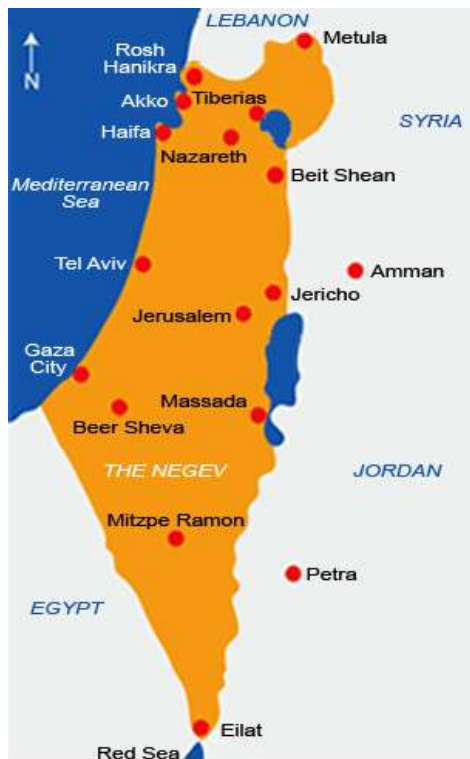 LEBANON
Metula
Rosh
Hanikra
N
Akko
Tiberias
SYRIA
Haifa
Nazareth
Beit Shean
Mediterranean
Sea
Tel Aviv
Amman
Jericho
Jerusalem
Gaza
City
Massada
Beer Sheva
THE NEGEV
JORDAN
Mitzpe Ramon
Petra
EGYPT
Eilat
Red Sea